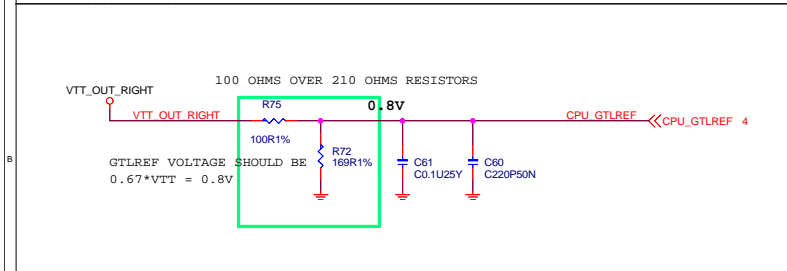 100 OHMS OVER 210 OHMS RESISTORS
VTT_OUT_RIGHT
R75
0.8V
VTT_OUT_RIGHT
CPU_GTLREF
CPU_GTLREF 4
100R1%
R72
169R1%
GTLREF VOLTAGE SHOULD BE
0.67*VTT = 0.8V
C61
C0.1U25Y
C60
C220P50N
B